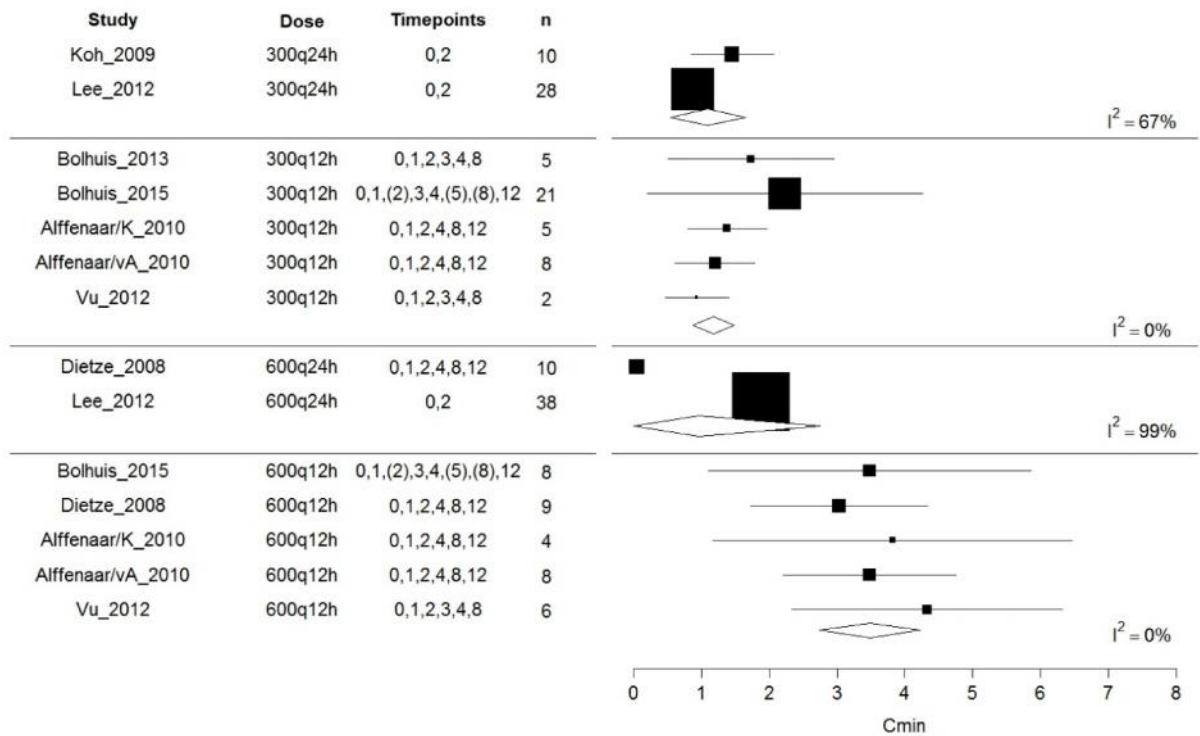 Study Dose Timepoints n
Koh_2009 300q24h 0,2 10
Lee_2012 300q24h 0,2 28
I² = 67%
Bolhuis_2013 300q12h 0,1,2,3,4,8 5
Bolhuis_2015 300q12h 0,1,(2),3,4,(5),(8),12 21
Alffenaar/K_2010 300q12h 0,1,2,4,8,12 5
Alffenaar/vA_2010 300q12h 0,1,2,4,8,12 8
Vu_2012 300q12h 0,1,2,3,4,8 2
I² = 0%
Dietze_2008 600q24h 0,1,2,4,8,12 10
Lee_2012 600q24h 0,2 38
I² = 99%
Bolhuis_2015 600q12h 0,1,(2),3,4,(5),(8),12 8
Dietze_2008 600q12h 0,1,2,4,8,12 9
Alffenaar/K_2010 600q12h 0,1,2,4,8,12 4
Alffenaar/vA_2010 600q12h 0,1,2,4,8,12 8
Vu_2012 600q12h 0,1,2,3,4,8 6
I² = 0%
0 1 2 3 4 5 6 7 8
Cmin